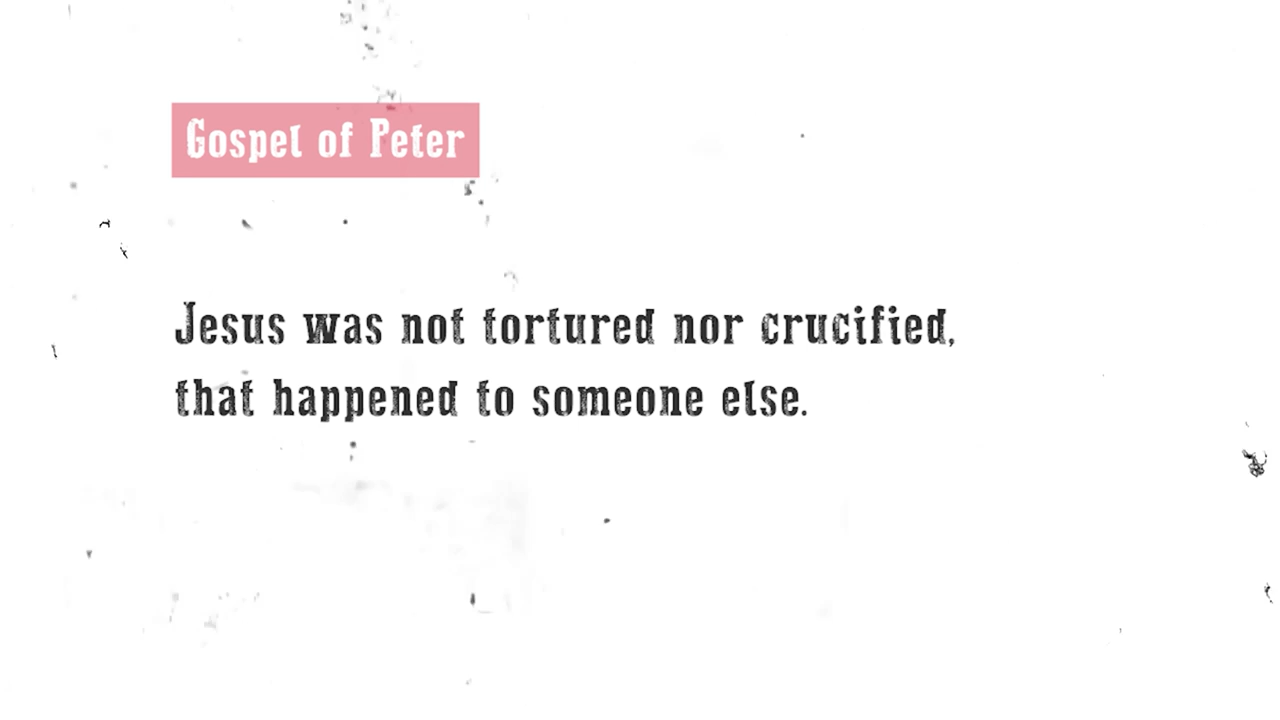 Gospel of Peter
Jesus was not tortured nor crucified,
that happened to someone else.